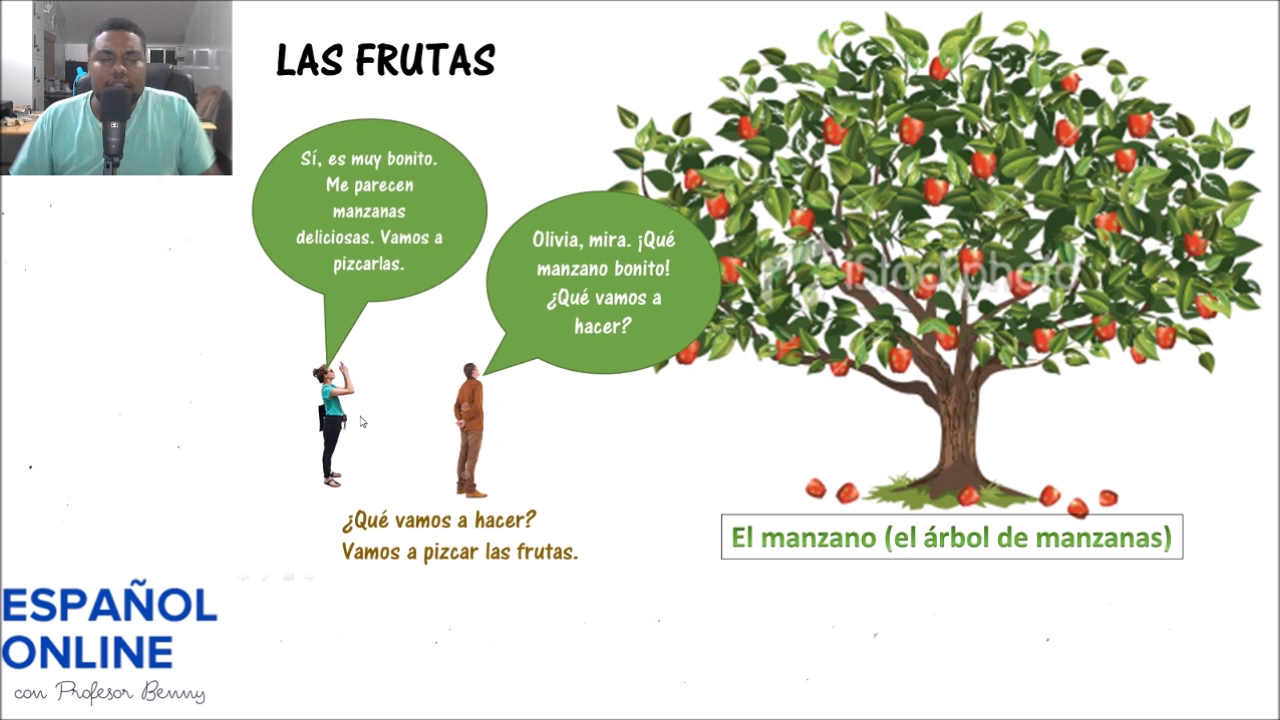 LAS FRUTAS
Sí, es muy bonito.
Me parecen
manzanas
deliciosas. Vamos a
pizcarlas.
Olivia, mira. ¡Qué
manzano bonito!
¿Qué vamos a
hacer?
iStockphoto
¿Qué vamos a hacer?
Vamos a pizcar las frutas.
El manzano (el árbol de manzanas)
ESPAÑOL
ONLINE
con Profesor Benny